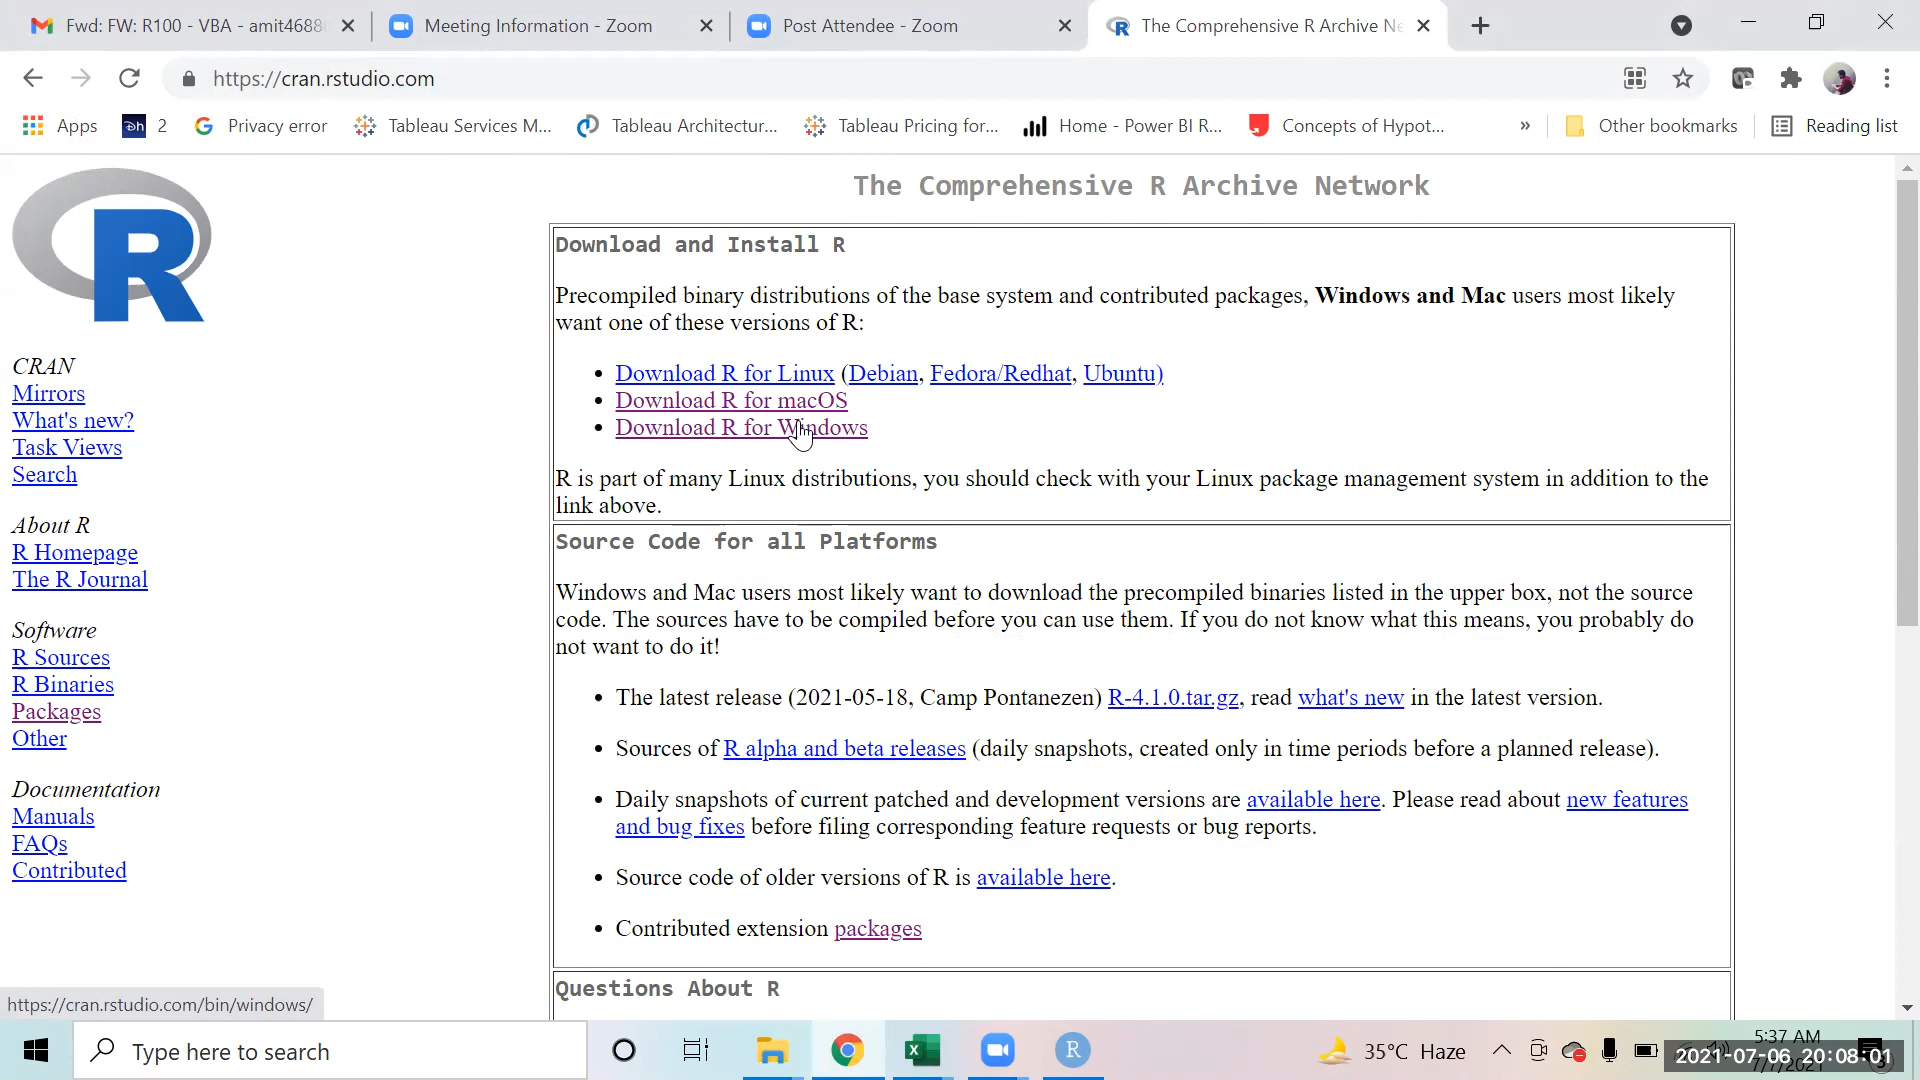 Fwd: FW: R100 - VBA - amit4688
Meeting Information - Zoom
Post Attendee - Zoom
The Comprehensive R Archive Ne
https://cran.rstudio.com
Apps
2
Privacy error
Tableau Services M...
Tableau Architectur...
Tableau Pricing for...
Home - Power BI R...
Concepts of Hypot...
»
Other bookmarks
Reading list
The Comprehensive R Archive Network
CRAN
Mirrors
What's new?
Task Views
Search
About R
R Homepage
The R Journal
Software
R Sources
R Binaries
Packages
Other
Documentation
Manuals
FAQs
Contributed
Download and Install R
Precompiled binary distributions of the base system and contributed packages, Windows and Mac users most likely
want one of these versions of R:
• Download R for Linux (Debian, Fedora/Redhat, Ubuntu)
• Download R for macOS
• Download R for Windows
R is part of many Linux distributions, you should check with your Linux package management system in addition to the
link above.
Source Code for all Platforms
Windows and Mac users most likely want to download the precompiled binaries listed in the upper box, not the source
code. The sources have to be compiled before you can use them. If you do not know what this means, you probably do
not want to do it!
• The latest release (2021-05-18, Camp Pontanezen) R-4.1.0.tar.gz, read what's new in the latest version.
• Sources of R alpha and beta releases (daily snapshots, created only in time periods before a planned release).
• Daily snapshots of current patched and development versions are available here. Please read about new features
and bug fixes before filing corresponding feature requests or bug reports.
• Source code of older versions of R is available here.
• Contributed extension packages
Questions About R
https://cran.rstudio.com/bin/windows/
Type here to search
35°C Haze
5:37 AM
2021-07-06 20:08:01